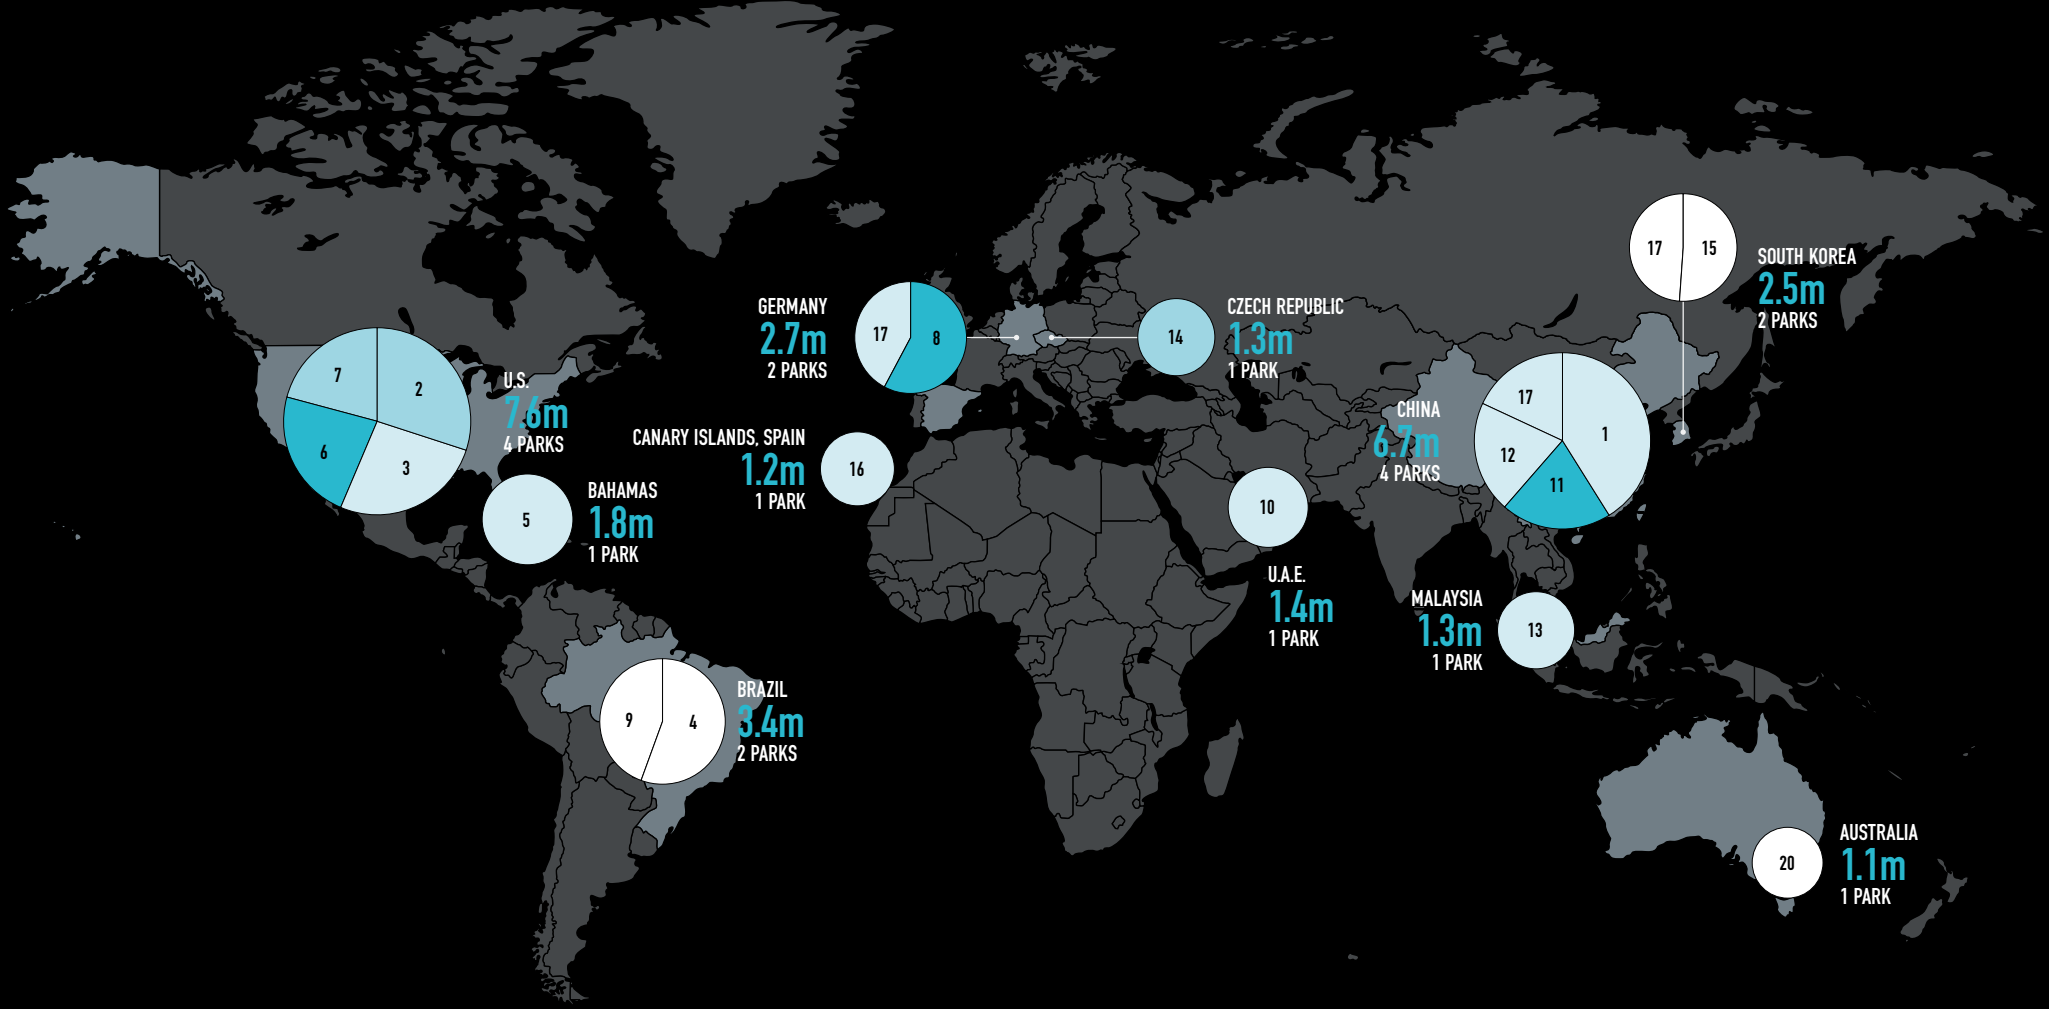 17
15
SOUTH KOREA
2.5m
2 PARKS
GERMANY
2.7m
2 PARKS
17
8
14
CZECH REPUBLIC
1.3m
1 PARK
7
2
6
3
U.S.
7.6m
4 PARKS
17
1
12
11
CHINA
6.7m
4 PARKS
CANARY ISLANDS, SPAIN
1.2m
1 PARK
16
5
BAHAMAS
1.8m
1 PARK
10
U.A.E.
1.4m
1 PARK
MALAYSIA
1.3m
1 PARK
13
9
4
BRAZIL
3.4m
2 PARKS
20
AUSTRALIA
1.1m
1 PARK